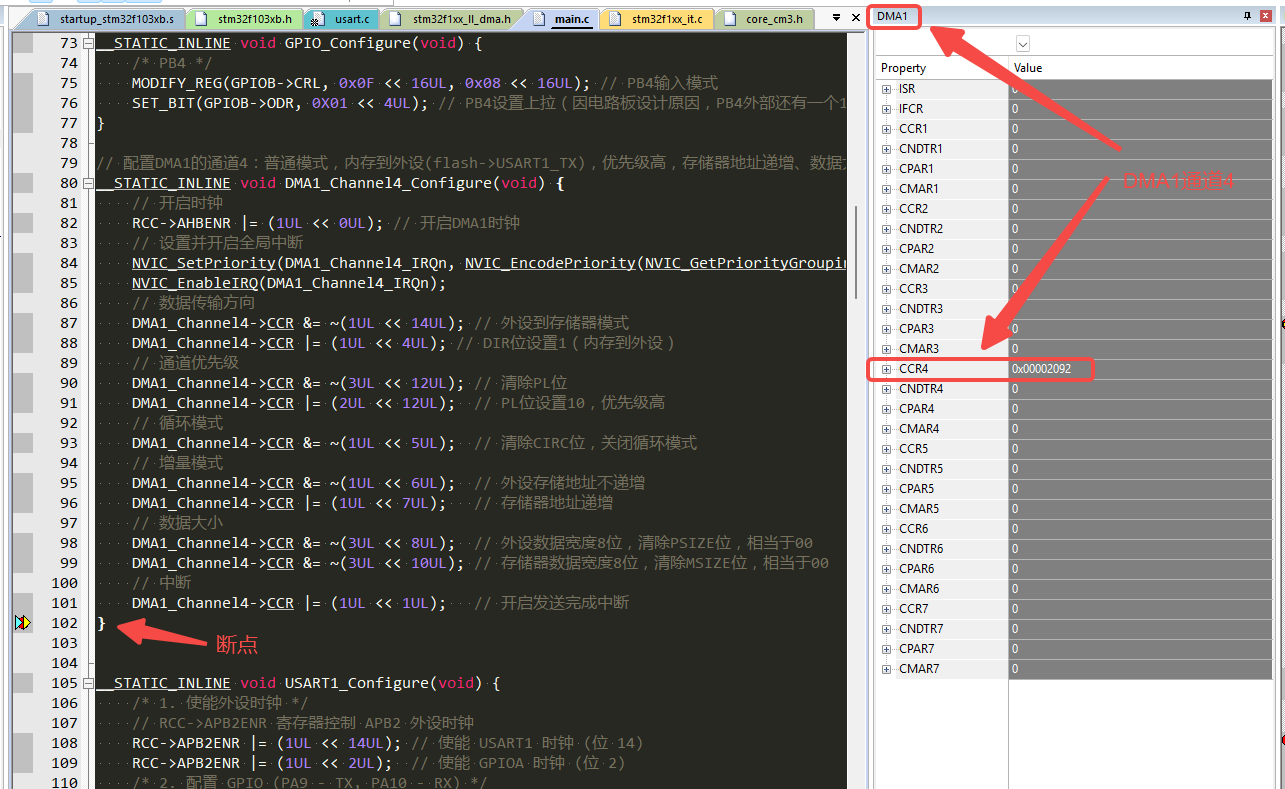 startup_stm32f103xb.s stm32f103xb.h usart.c stm32f1xx_ll_dma.h main.c stm32f1xx_it.c core_cm3.h
73 __STATIC_INLINE void GPIO_Configure(void) {
74 /* PB4 */
75 MODIFY_REG(GPIOB->CRL, 0x0F << 16UL, 0x08 << 16UL); // PB4输入模式
76 SET_BIT(GPIOB->ODR, 0X01 << 4UL); // PB4设置上拉（因电路板设计原因，PB4外部还有一个1
77 }
78
79 // 配置DMA1的通道4：普通模式，内存到外设(flash->USART1_TX)，优先级高，存储器地址递增、数据
80 __STATIC_INLINE void DMA1_Channel4_Configure(void) {
81 // 开启时钟
82 RCC->AHBENR |= (1UL << 0UL); // 开启DMA1时钟
83 // 设置并开启全局中断
84 NVIC_SetPriority(DMA1_Channel4_IRQn, NVIC_EncodePriority(NVIC_GetPriorityGroupin
85 NVIC_EnableIRQ(DMA1_Channel4_IRQn);
86 // 数据传输方向
87 DMA1_Channel4->CCR &= ~(1UL << 14UL); // 外设到存储器模式
88 DMA1_Channel4->CCR |= (1UL << 4UL); // DIR位设置1（内存到外设）
89 // 通道优先级
90 DMA1_Channel4->CCR &= ~(3UL << 12UL); // 清除PL位
91 DMA1_Channel4->CCR |= (2UL << 12UL); // PL位设置10，优先级高
92 // 循环模式
93 DMA1_Channel4->CCR &= ~(1UL << 5UL); // 清除CIRC位，关闭循环模式
94 // 增量模式
95 DMA1_Channel4->CCR &= ~(1UL << 6UL); // 外设存储地址不递增
96 DMA1_Channel4->CCR |= (1UL << 7UL); // 存储器地址递增
97 // 数据大小
98 DMA1_Channel4->CCR &= ~(3UL << 8UL); // 外设数据宽度8位，清除PSIZE位，相当于00
99 DMA1_Channel4->CCR &= ~(3UL << 10UL); // 存储器数据宽度8位，清除MSIZE位，相当于00
100 // 中断
101 DMA1_Channel4->CCR |= (1UL << 1UL); // 开启发送完成中断
102 }
断点
103
104
105 __STATIC_INLINE void USART1_Configure(void) {
106 /* 1. 使能外设时钟 */
107 // RCC->APB2ENR 寄存器控制 APB2 外设时钟
108 RCC->APB2ENR |= (1UL << 14UL); // 使能 USART1 时钟 (位 14)
109 RCC->APB2ENR |= (1UL << 2UL); // 使能 GPIOA 时钟 (位 2)
110 /* 2. 配置 GPIO (PA9 - TX, PA10 - RX) */
DMA1
Property Value
ISR 0
IFCR 0
CCR1 0
CNDTR1 0
CPAR1 0
CMAR1 0
DMA1通道4
CCR2 0
CNDTR2 0
CPAR2 0
CMAR2 0
CCR3 0
CNDTR3 0
CPAR3 0
CMAR3 0
CCR4 0x00002092
CNDTR4 0
CPAR4 0
CMAR4 0
CCR5 0
CNDTR5 0
CPAR5 0
CMAR5 0
CCR6 0
CNDTR6 0
CPAR6 0
CMAR6 0
CCR7 0
CNDTR7 0
CPAR7 0
CMAR7 0